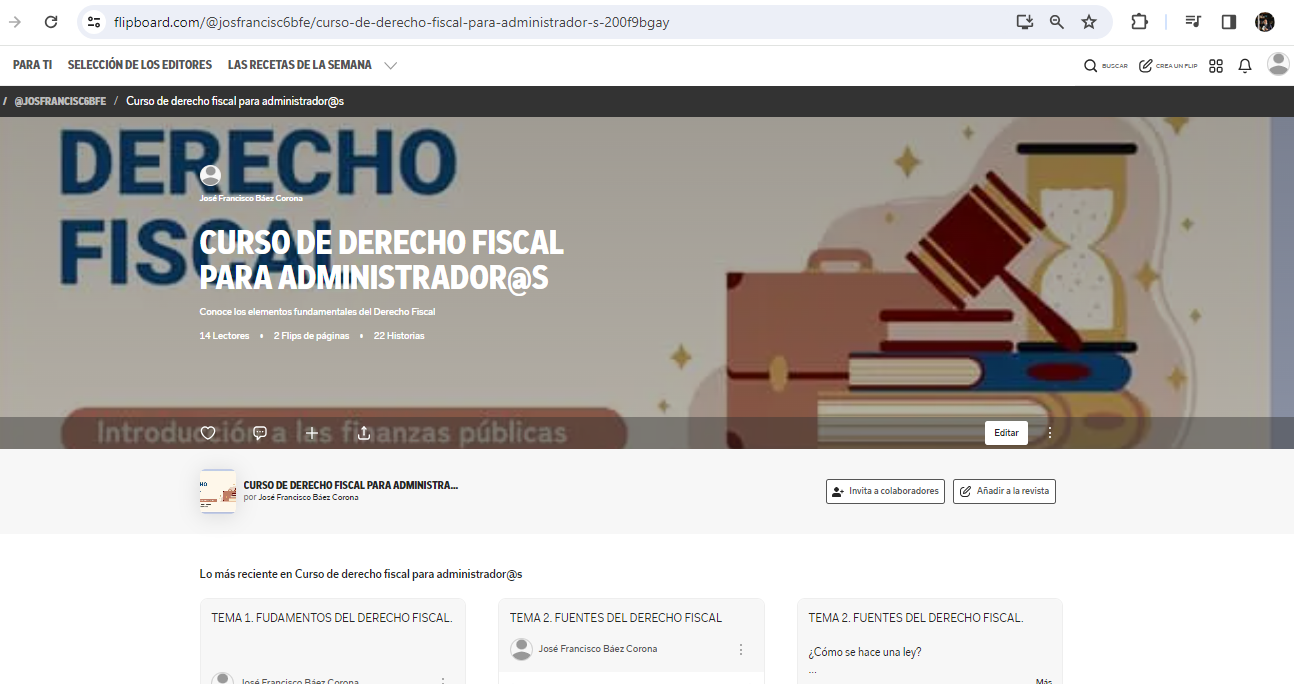 flipboard.com/@josfrancisc6bfe/curso-de-derecho-fiscal-para-administrador-s-200f9bgay
PARA TI SELECCIÓN DE LOS EDITORES LAS RECETAS DE LA SEMANA
BUSCAR CREA UN FLIP
/ @JOSFRANCISC6BFE / Curso de derecho fiscal para administrador@s
DERECHO
FISCAL
José Francisco Báez Corona
CURSO DE DERECHO FISCAL
PARA ADMINISTRADOR@S
Conoce los elementos fundamentales del Derecho Fiscal
14 Lectores • 2 Flips de páginas • 22 Historias
Introducción a las finanzas públicas
Editar
CURSO DE DERECHO FISCAL PARA ADMINISTRA...
por José Francisco Báez Corona
Invita a colaboradores
Añadir a la revista
Lo más reciente en Curso de derecho fiscal para administrador@s
TEMA 1. FUDAMENTOS DEL DERECHO FISCAL.
José Francisco Báez Corona
TEMA 2. FUENTES DEL DERECHO FISCAL
José Francisco Báez Corona
TEMA 2. FUENTES DEL DERECHO FISCAL.
¿Cómo se hace una ley?
...
Más